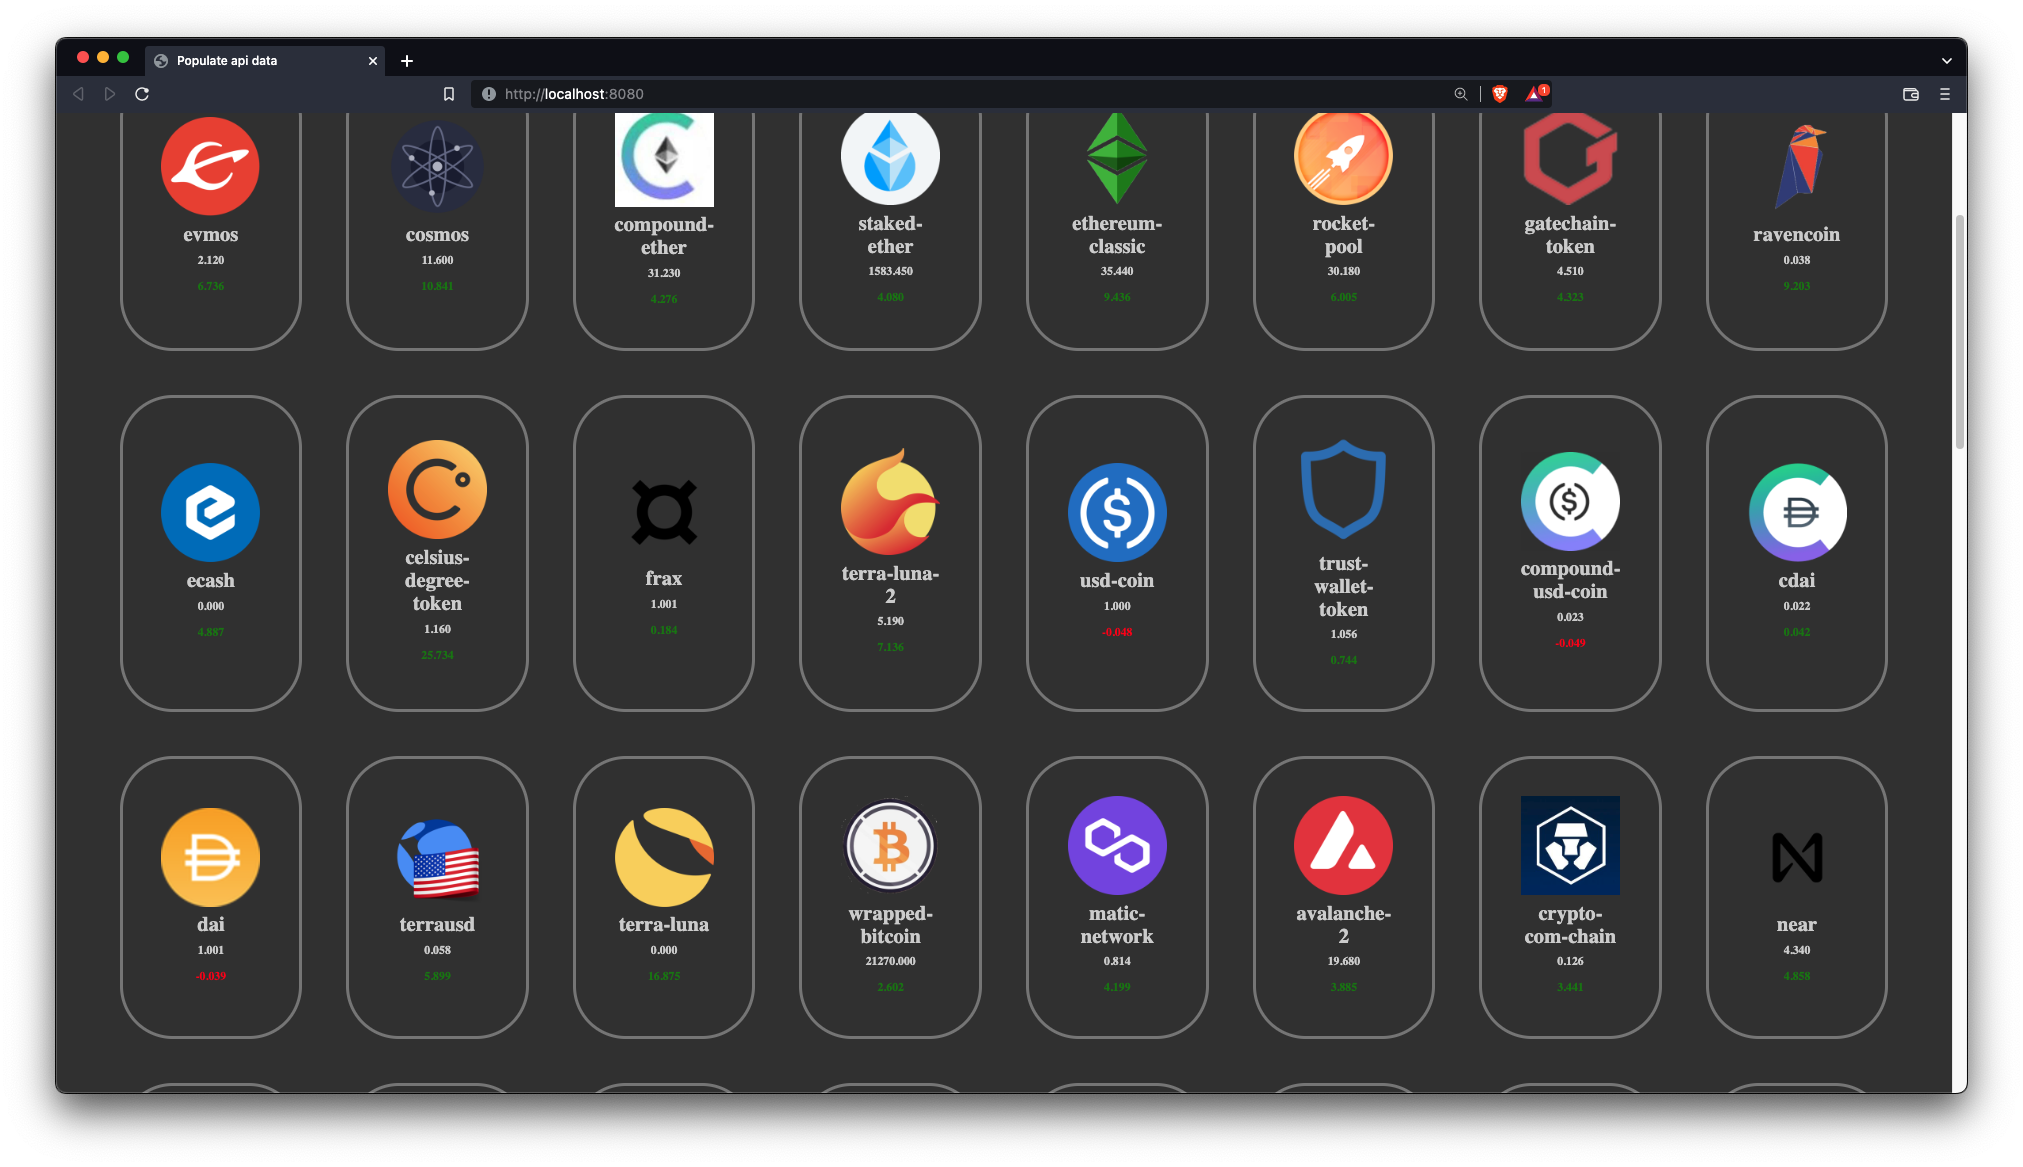 Populate api data
http://localhost:8080
1
evmos
2.120
6.736
cosmos
11.600
10.841
compound-
ether
31.230
4.276
staked-
ether
1583.450
4.080
ethereum-
classic
35.440
9.436
rocket-
pool
30.180
6.005
gatechain-
token
4.510
4.323
ravencoin
0.038
9.203
ecash
0.000
4.887
celsius-
degree-
token
1.160
25.734
frax
1.001
0.184
terra-luna-
2
5.190
7.136
usd-coin
1.000
-0.048
trust-
wallet-
token
1.056
0.744
compound-
usd-coin
0.023
-0.049
cdai
0.022
0.042
dai
1.001
-0.039
terrausd
0.058
5.899
terra-luna
0.000
16.875
wrapped-
bitcoin
21270.000
2.602
matic-
network
0.814
4.199
avalanche-
2
19.680
3.885
crypto-
com-chain
0.126
3.441
near
4.340
4.858